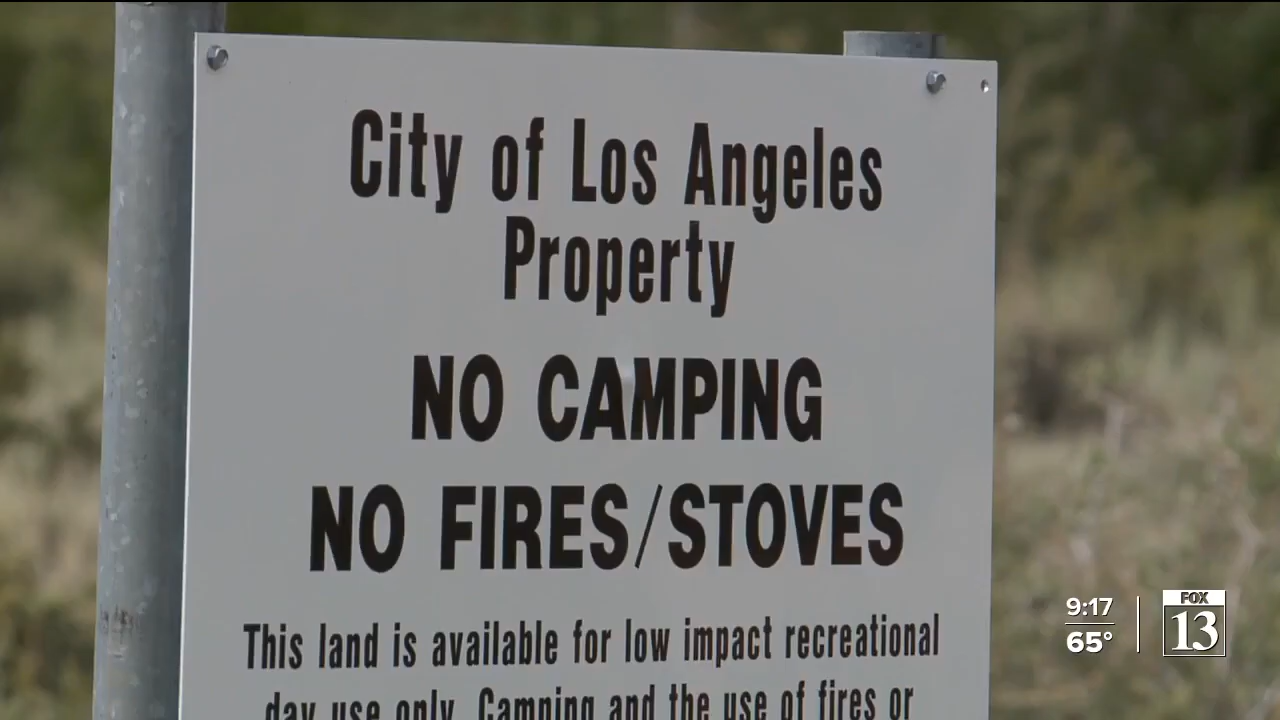 City of Los Angeles
Property
NO CAMPING
NO FIRES/STOVES
This land is available for low impact recreational
day use only. Camping and the use of fires or
9:17
65°
FOX
13